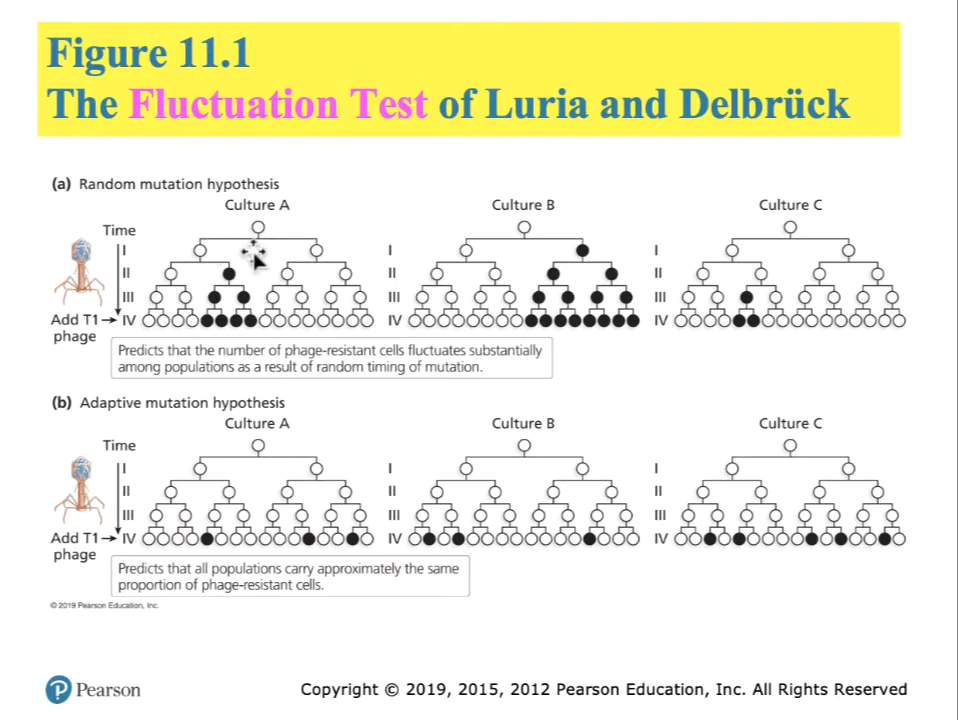 Figure 11.1
The Fluctuation Test of Luria and Delbrück
(a) Random mutation hypothesis
Culture A
Culture B
Culture C
Time
I
I
I
II
II
II
III
III
III
Add T1 IV
IV
IV
phage
Predicts that the number of phage-resistant cells fluctuates substantially
among populations as a result of random timing of mutation.
(b) Adaptive mutation hypothesis
Culture A
Culture B
Culture C
Time
I
I
I
II
II
II
III
III
III
Add T1 IV
IV
IV
phage
Predicts that all populations carry approximately the same
proportion of phage-resistant cells.
© 2019 Pearson Education, Inc.
P Pearson
Copyright © 2019, 2015, 2012 Pearson Education, Inc. All Rights Reserved